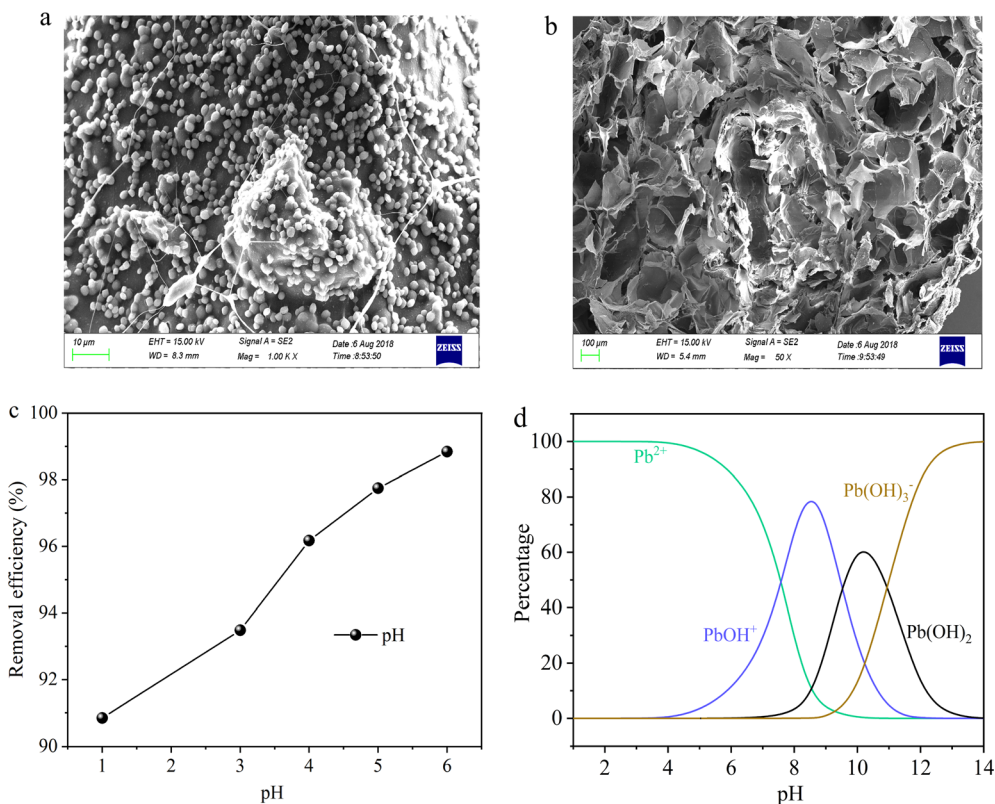 a
10 µm
EHT = 15.00 kV
Signal A = SE2
Date :6 Aug 2018
WD = 8.3 mm
Mag = 1.00 K X
Time :8:53:50
ZEISS
b
100 µm
EHT = 15.00 kV
Signal A = SE2
Date :6 Aug 2018
WD = 5.4 mm
Mag = 50 X
Time :9:53:49
ZEISS
c
100
98
96
94
92
91
90
Removal efficiency (%)
pH
1 2 3 4 5 6
pH
d
100
80
60
40
20
0
Percentage
Pb²⁺
Pb(OH)₃⁻
PbOH⁺
Pb(OH)₂
2 4 6 8 10 12 14
pH